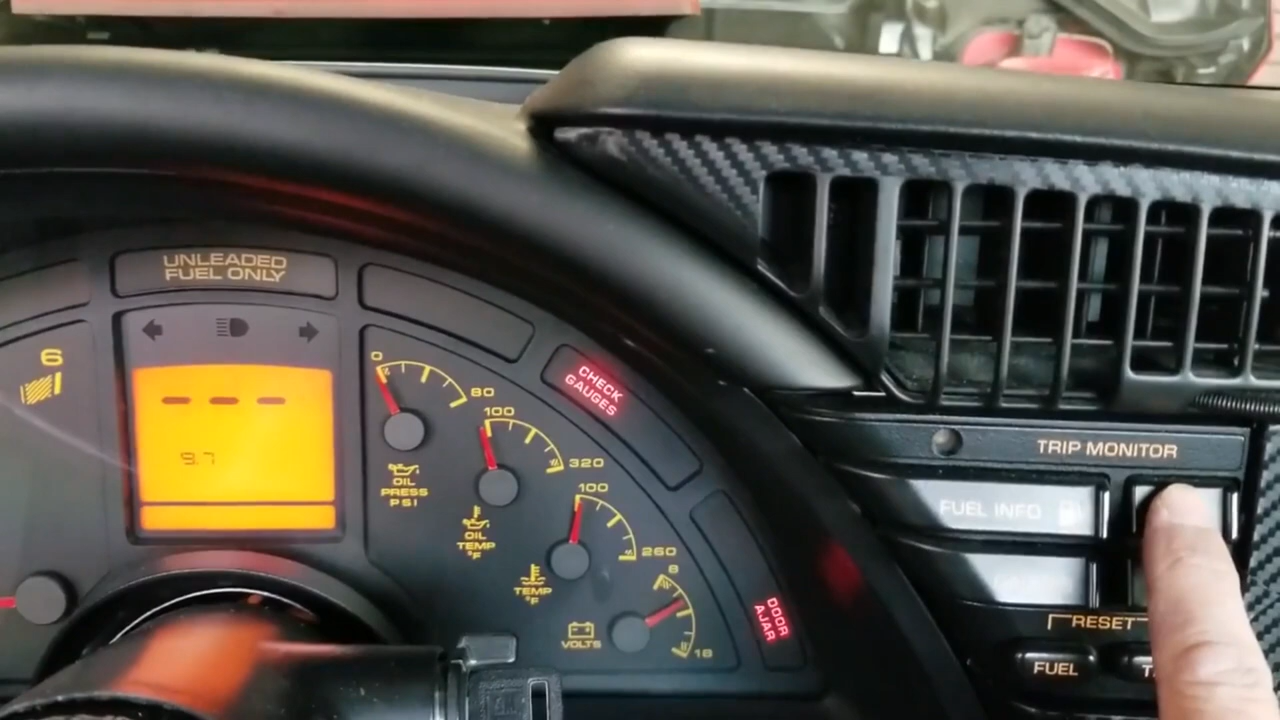 UNLEADED
FUEL ONLY
6
- - -
9.7
0
80
OIL
PRESS
PSI
100
320
OIL
TEMP
°F
100
260
TEMP
°F
8
18
VOLTS
CHECK
GAUGES
DOOR
AJAR
TRIP MONITOR
FUEL INFO
RESET
FUEL